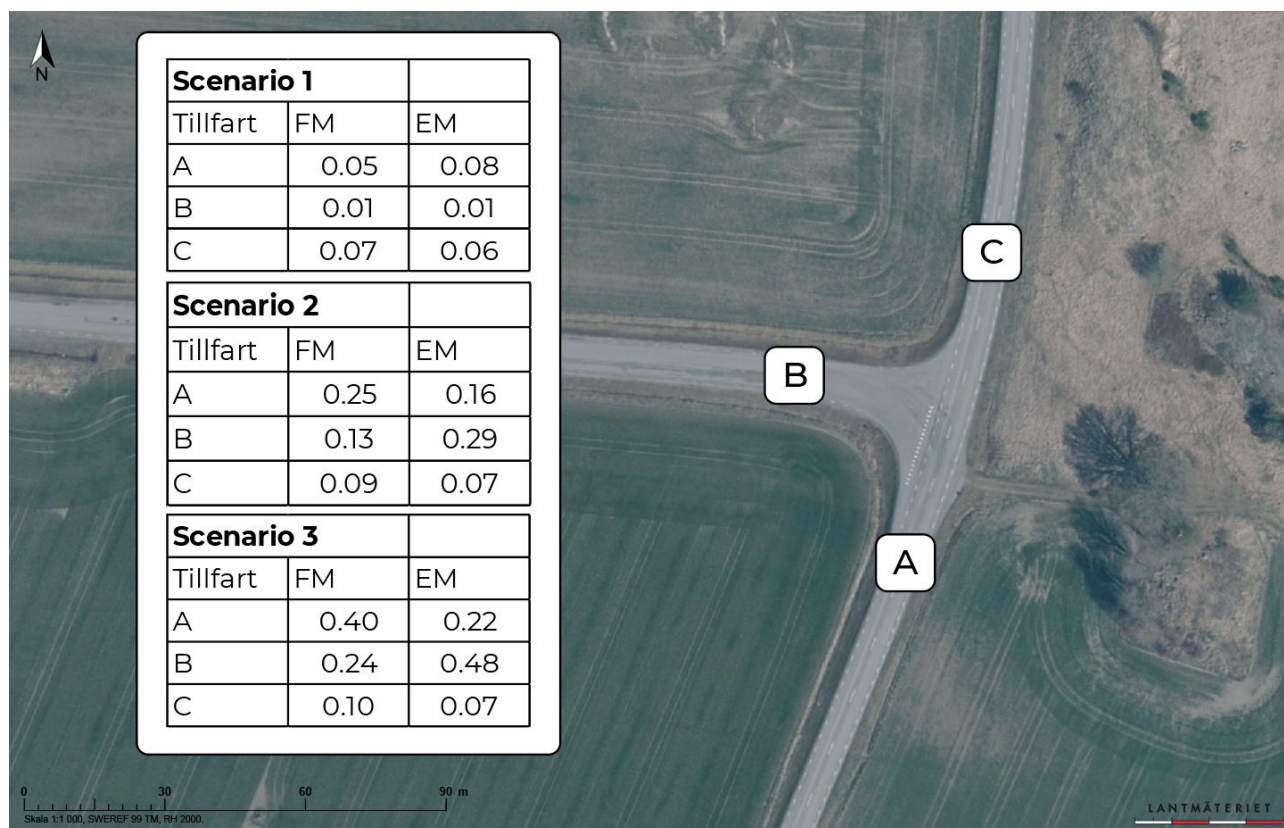 N
Scenario 1
Tillfart FM EM
A 0.05 0.08
B 0.01 0.01
C 0.07 0.06
Scenario 2
Tillfart FM EM
A 0.25 0.16
B 0.13 0.29
C 0.09 0.07
Scenario 3
Tillfart FM EM
A 0.40 0.22
B 0.24 0.48
C 0.10 0.07
C
B
A
0 30 60 90 m
Skala 1:1 000, SWEREF 99 TM, RH 2000.
LANTMÄTERIET